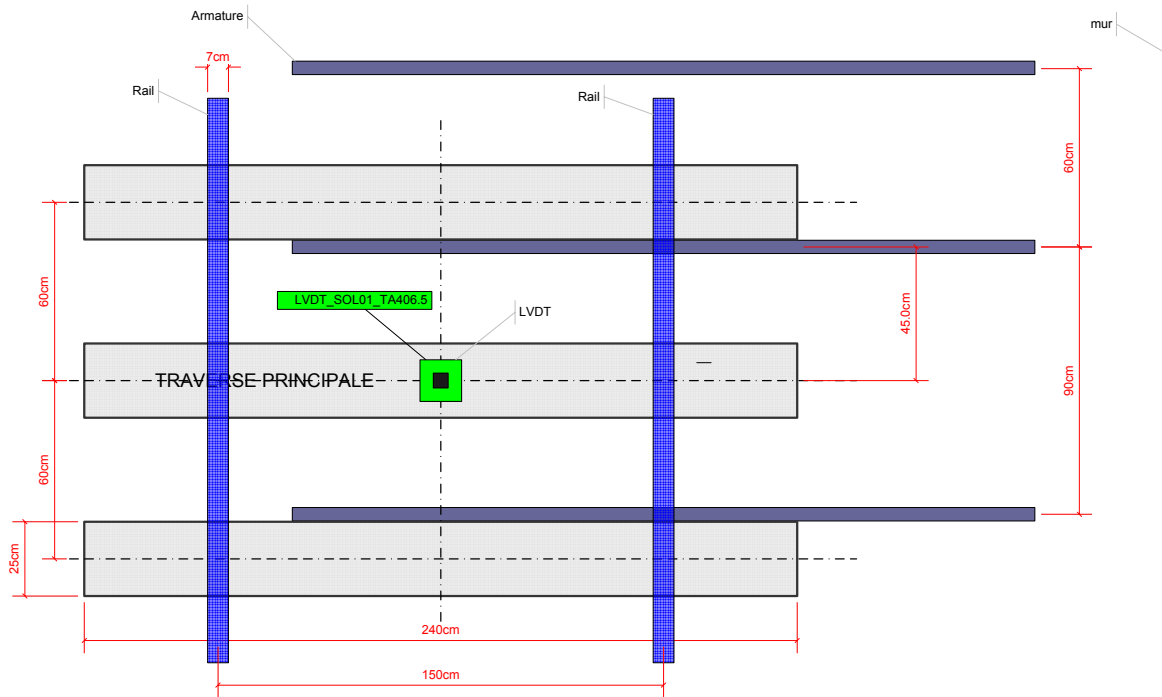 Armature
mur
7cm
Rail
Rail
60cm
60cm
LVDT_SOL01_TA406.5
LVDT
45.0cm
TRAVERSE PRINCIPALE
90cm
60cm
25cm
240cm
150cm